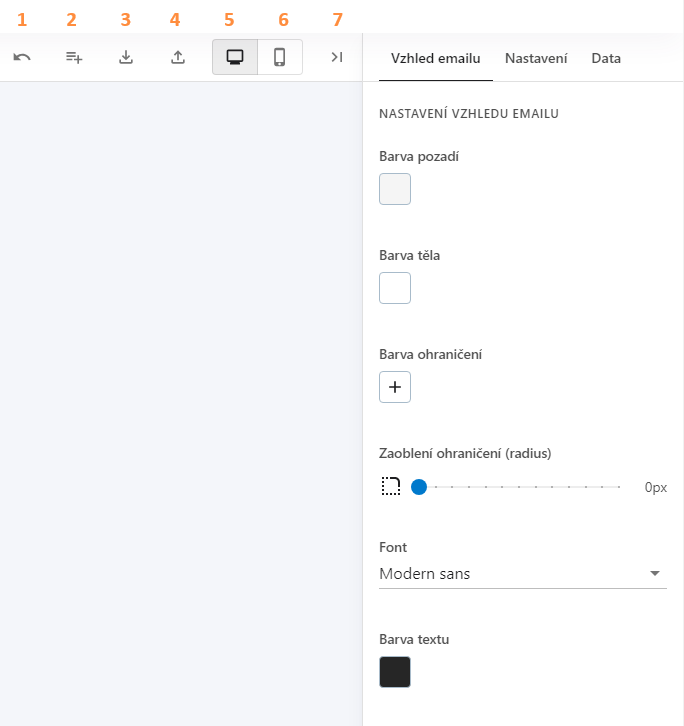 1 2 3 4 5 6 7
Vzhled emailu Nastavení Data
NASTAVENÍ VZHLEDU EMAILU
Barva pozadí
Barva těla
Barva ohraničení
Zaoblení ohraničení (radius)
0px
Font
Modern sans
Barva textu